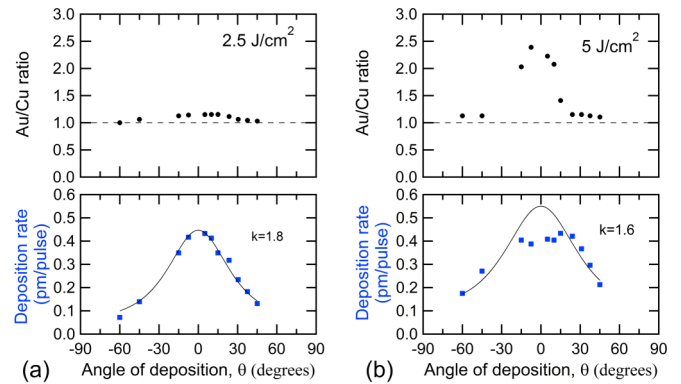 3.0
2.5
2.0
1.5
1.0
0.5
0.0
Au/Cu ratio
2.5 J/cm²
0.6
0.5
0.4
0.3
0.2
0.1
0.0
Deposition rate
(pm/pulse)
k=1.8
-90 -60 -30 0 30 60 90
(a)
Angle of deposition, θ (degrees)
3.0
2.5
2.0
1.5
1.0
0.5
0.0
Au/Cu ratio
5 J/cm²
0.6
0.5
0.4
0.3
0.2
0.1
0.0
Deposition rate
(pm/pulse)
k=1.6
-90 -60 -30 0 30 60 90
(b)
Angle of deposition, θ (degrees)